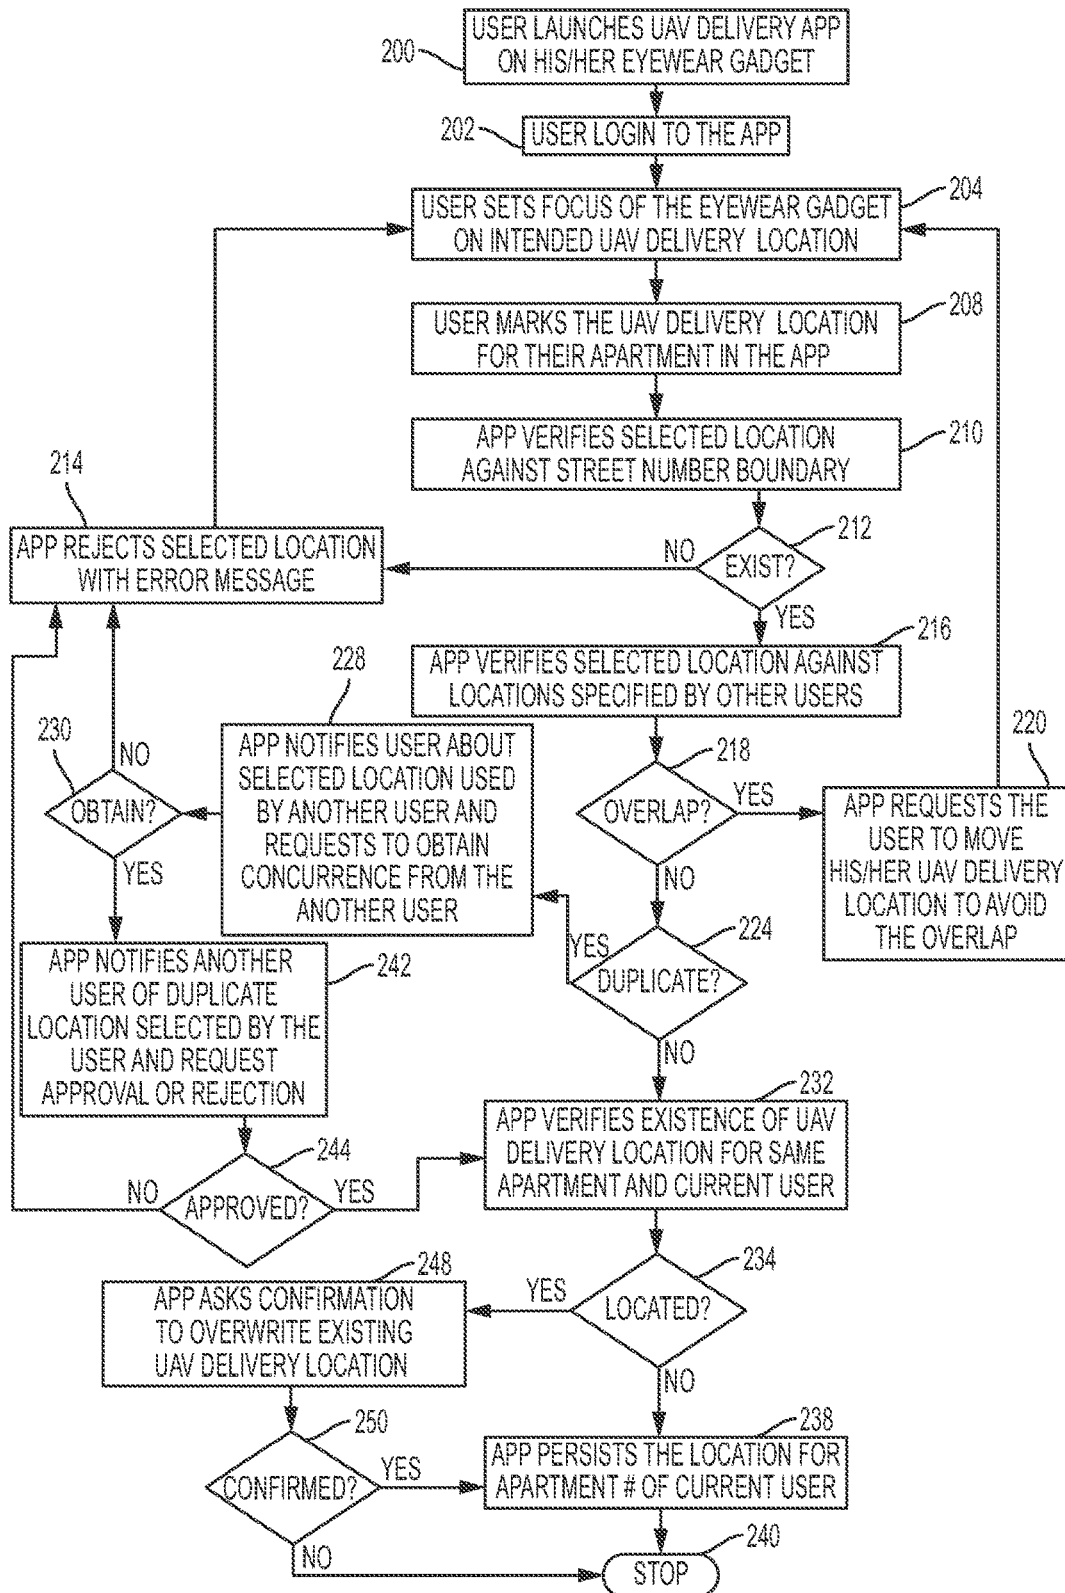 USER LAUNCHES UAV DELIVERY APP
ON HIS/HER EYEWEAR GADGET
200
202
USER LOGIN TO THE APP
204
USER SETS FOCUS OF THE EYEWEAR GADGET
ON INTENDED UAV DELIVERY LOCATION
208
USER MARKS THE UAV DELIVERY LOCATION
FOR THEIR APARTMENT IN THE APP
210
APP VERIFIES SELECTED LOCATION
AGAINST STREET NUMBER BOUNDARY
214
APP REJECTS SELECTED LOCATION
WITH ERROR MESSAGE
NO
212
EXIST?
YES
216
APP VERIFIES SELECTED LOCATION AGAINST
LOCATIONS SPECIFIED BY OTHER USERS
228
APP NOTIFIES USER ABOUT
SELECTED LOCATION USED
BY ANOTHER USER AND
REQUESTS TO OBTAIN
CONCURRENCE FROM THE
ANOTHER USER
230
NO
OBTAIN?
YES
218
OVERLAP?
YES
NO
220
APP REQUESTS THE
USER TO MOVE
HIS/HER UAV DELIVERY
LOCATION TO AVOID
THE OVERLAP
224
YES
DUPLICATE?
NO
242
APP NOTIFIES ANOTHER
USER OF DUPLICATE
LOCATION SELECTED BY THE
USER AND REQUEST
APPROVAL OR REJECTION
232
APP VERIFIES EXISTENCE OF UAV
DELIVERY LOCATION FOR SAME
APARTMENT AND CURRENT USER
244
NO
APPROVED?
YES
234
YES
LOCATED?
NO
248
APP ASKS CONFIRMATION
TO OVERWRITE EXISTING
UAV DELIVERY LOCATION
250
CONFIRMED?
YES
NO
238
APP PERSISTS THE LOCATION FOR
APARTMENT # OF CURRENT USER
240
STOP